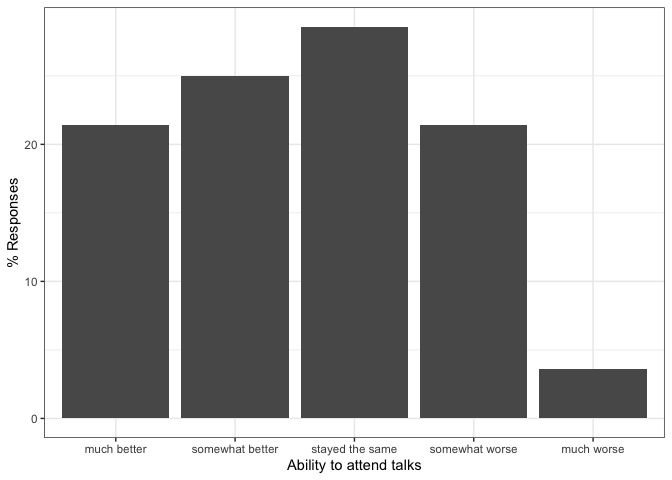 % Responses
20
10
0
much better
somewhat better
stayed the same
somewhat worse
much worse
Ability to attend talks